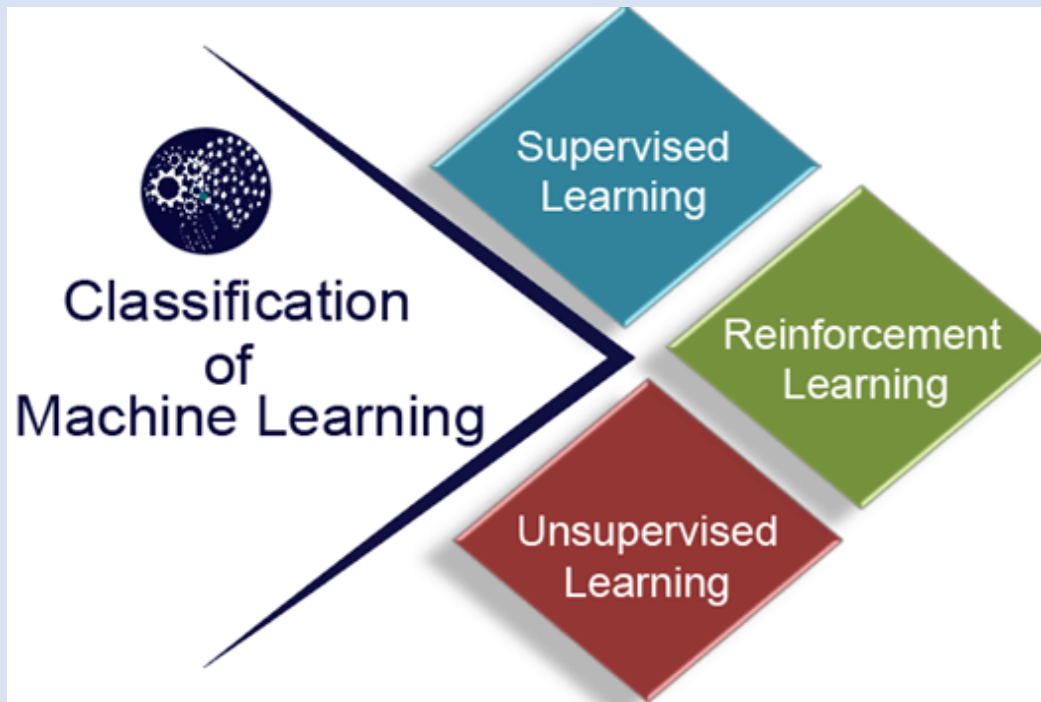 Classification
of
Machine Learning
Supervised
Learning
Reinforcement
Learning
Unsupervised
Learning